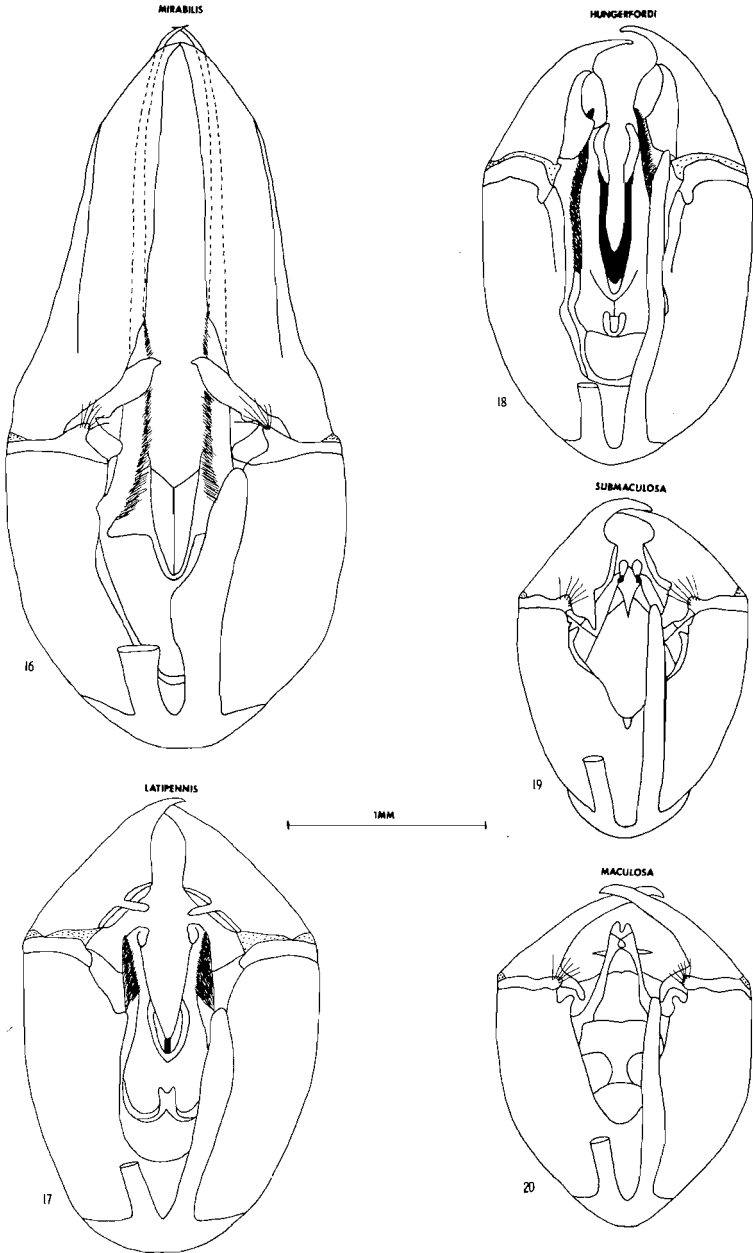 MIRABILIS
16
LATIPENNIS
17
1MM
HUNGERFORDI
18
SUBMACULOSA
19
MACULOSA
20